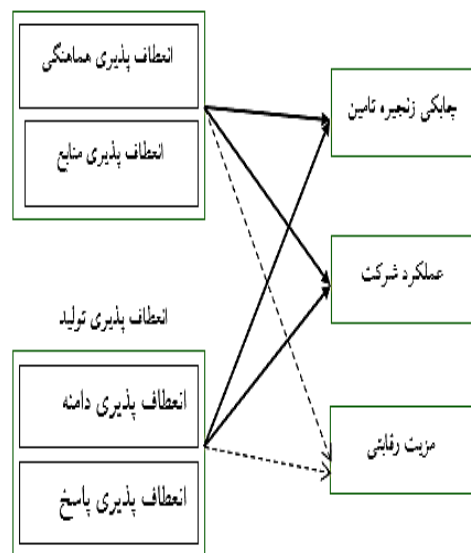 انعطاف پذیری هماهنگی
انعطاف پذیری منابع
چابکی زنجیره تامین
عملکرد شرکت
انعطاف پذیری تولید
انعطاف پذیری دامنه
انعطاف پذیری پاسخ
مزیت رقابتی